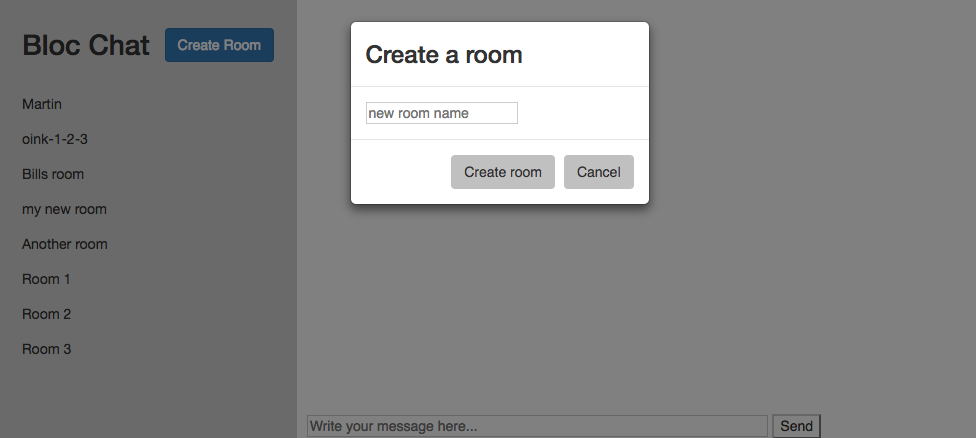 Bloc Chat
Create Room
Martin
oink-1-2-3
Bills room
my new room
Another room
Room 1
Room 2
Room 3
Create a room
new room name
Create room
Cancel
Write your message here...
Send